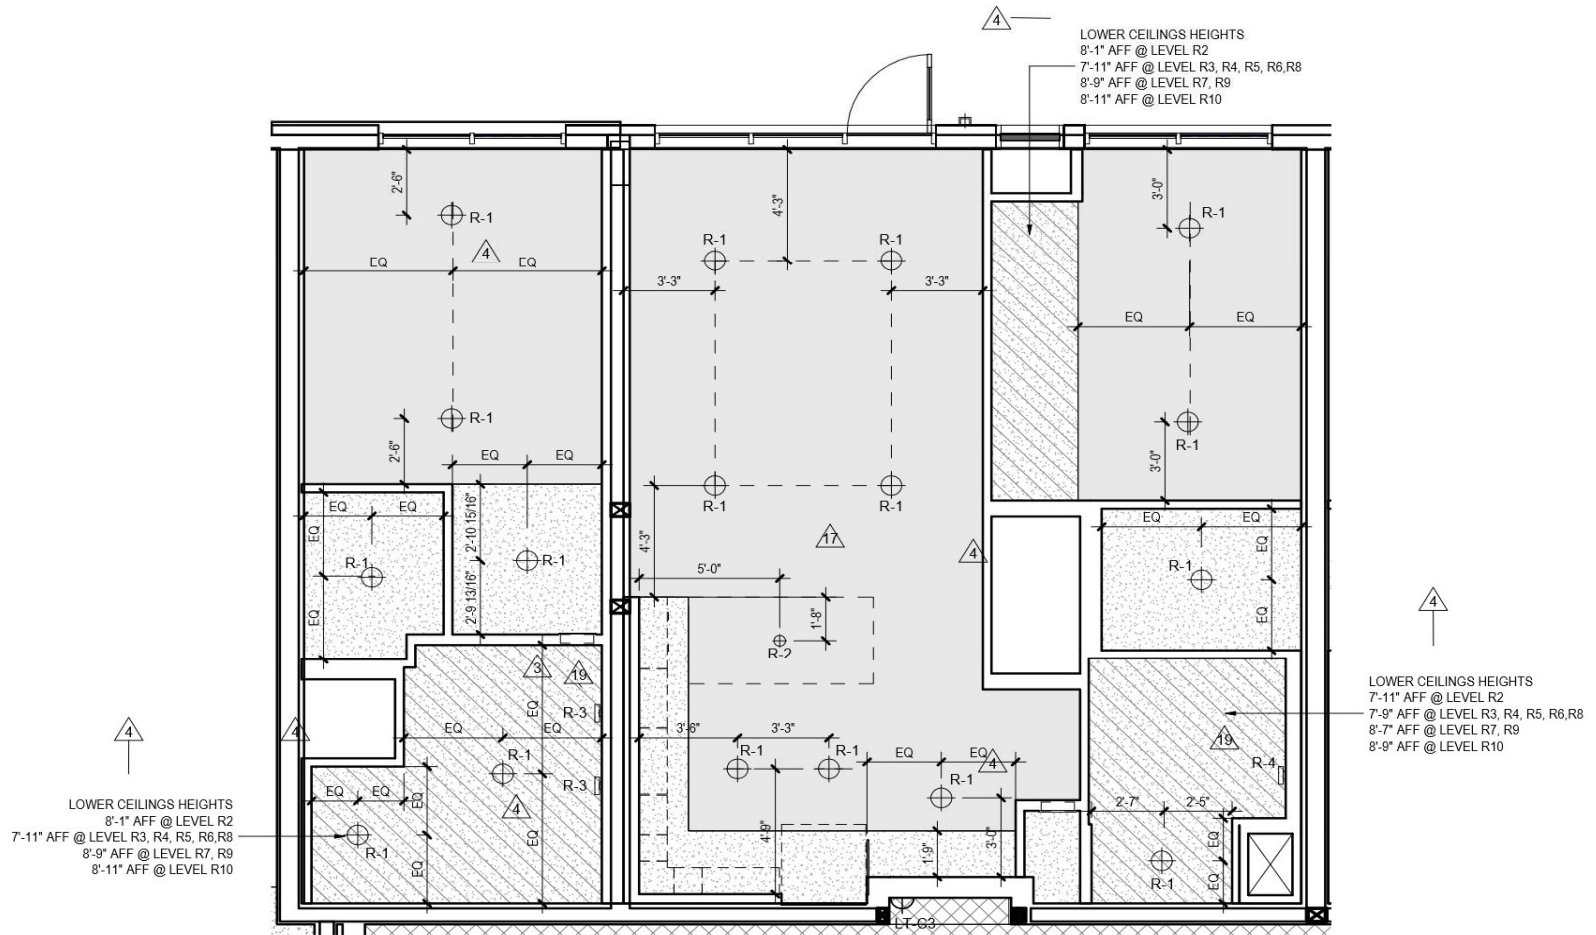 4
LOWER CEILINGS HEIGHTS
8'-1" AFF @ LEVEL R2
7'-11" AFF @ LEVEL R3, R4, R5, R6,R8
8'-9" AFF @ LEVEL R7, R9
8'-11" AFF @ LEVEL R10
2'-6"
4'-3"
3'-0"
R-1
R-1
R-1
R-1
4
EQ
EQ
3'-3"
3'-3"
EQ
EQ
R-1
R-1
2'-6"
3'-0"
EQ
EQ
R-1
R-1
EQ
EQ
EQ
2'-10 15/16"
EQ
EQ
EQ
17
4
4'-3"
R-1
R-1
R-1
5'-0"
2'-9 13/16"
EQ
1'-8"
EQ
4
R-2
3
19
LOWER CEILINGS HEIGHTS
7'-11" AFF @ LEVEL R2
7'-9" AFF @ LEVEL R3, R4, R5, R6,R8
8'-7" AFF @ LEVEL R7, R9
8'-9" AFF @ LEVEL R10
EQ
R-3
4
4
EQ
EQ
3'-6"
3'-3"
19
R-1
R-1
R-1
EQ
EQ
4
R-4
R-1
R-3
EQ
EQ
EQ
4
2'-7"
2'-5"
LOWER CEILINGS HEIGHTS
8'-1" AFF @ LEVEL R2
7'-11" AFF @ LEVEL R3, R4, R5, R6,R8
8'-9" AFF @ LEVEL R7, R9
8'-11" AFF @ LEVEL R10
R-1
EQ
EQ
4'-9"
1'-9"
3'-0"
EQ
EQ
R-1
LT-C3